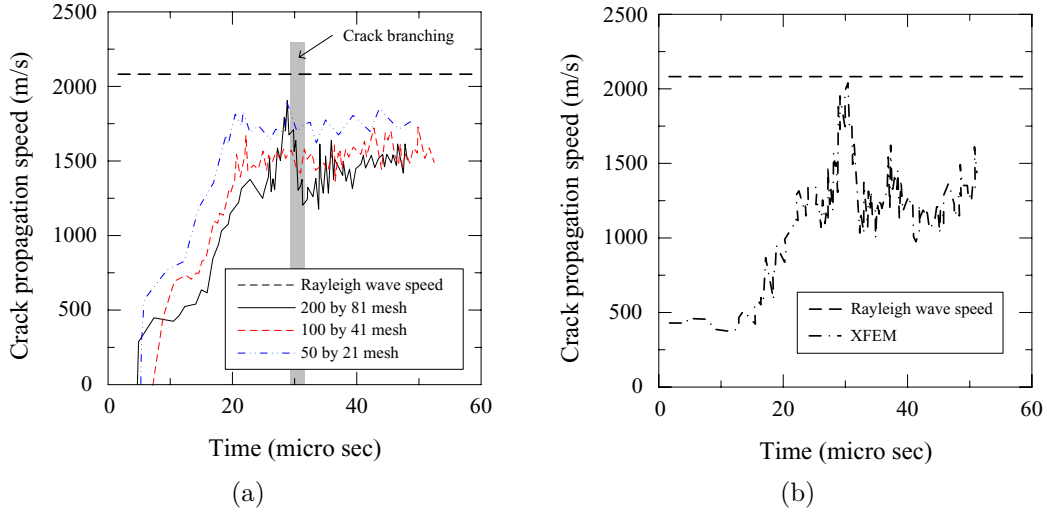 2500
2000
1500
1000
500
0
0
20
40
60
Crack propagation speed (m/s)
Time (micro sec)
Crack branching
Rayleigh wave speed
200 by 81 mesh
100 by 41 mesh
50 by 21 mesh
(a)
2500
2000
1500
1000
500
0
0
20
40
60
Crack propagation speed (m/s)
Time (micro sec)
Rayleigh wave speed
XFEM
(b)